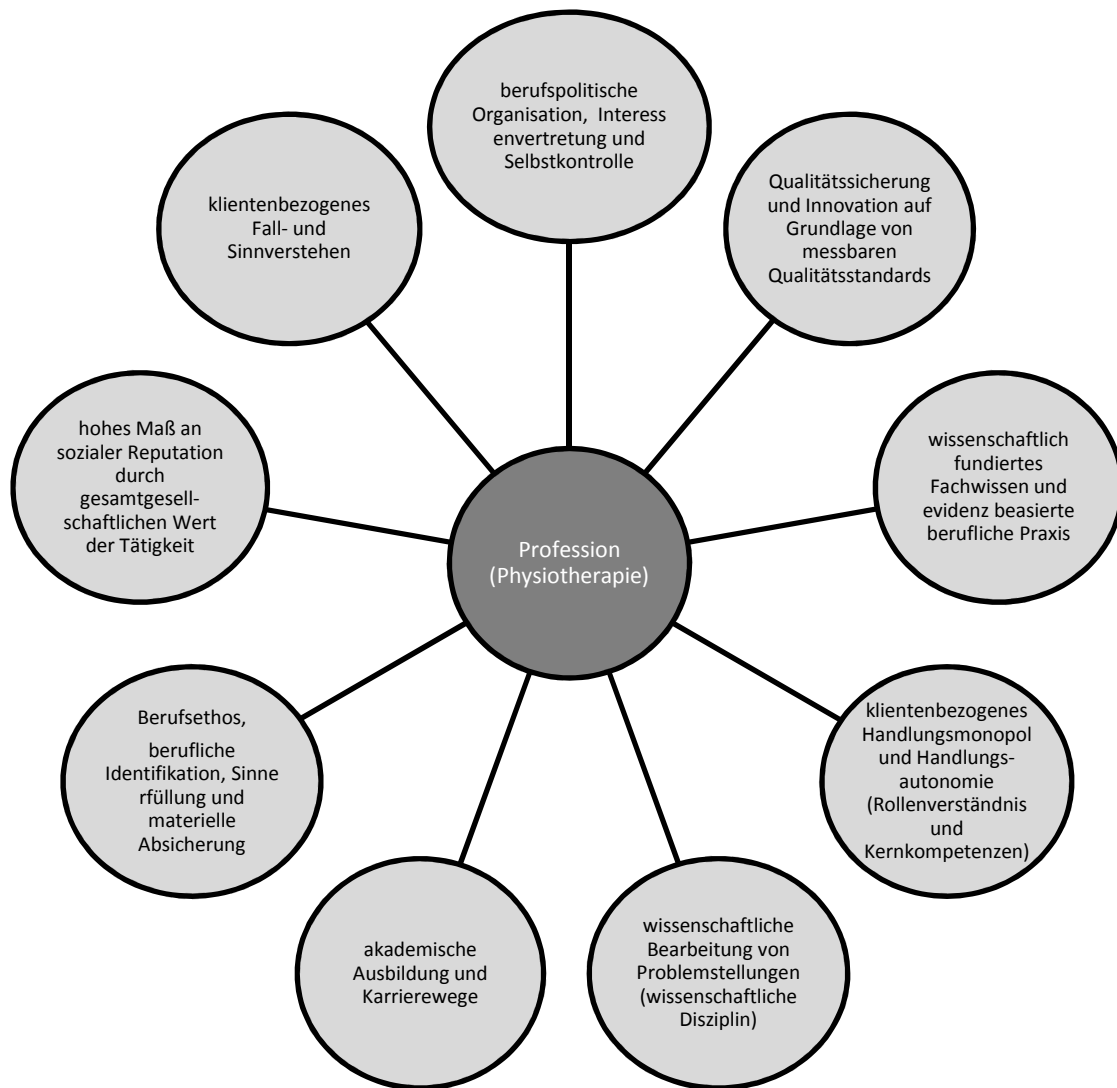 berufspolitische
Organisation, Interess
envertretung und
Selbstkontrolle
Qualitätssicherung
und Innovation auf
Grundlage von
messbaren
Qualitätsstandards
wissenschaftlich
fundiertes
Fachwissen und
evidenz beasierte
berufliche Praxis
klientenbezogenes
Handlungsmonopol
und Handlungs-
autonomie
(Rollenverständnis
und
Kernkompetenzen)
wissenschaftliche
Bearbeitung von
Problemstellungen
(wissenschaftliche
Disziplin)
akademische
Ausbildung und
Karrierewege
Berufsethos,
berufliche
Identifikation, Sinne
rfüllung und
materielle
Absicherung
hohes Maß an
sozialer Reputation
durch
gesamtgesell-
schaftlichen Wert
der Tätigkeit
klientenbezogenes
Fall- und
Sinnverstehen
Profession
(Physiotherapie)